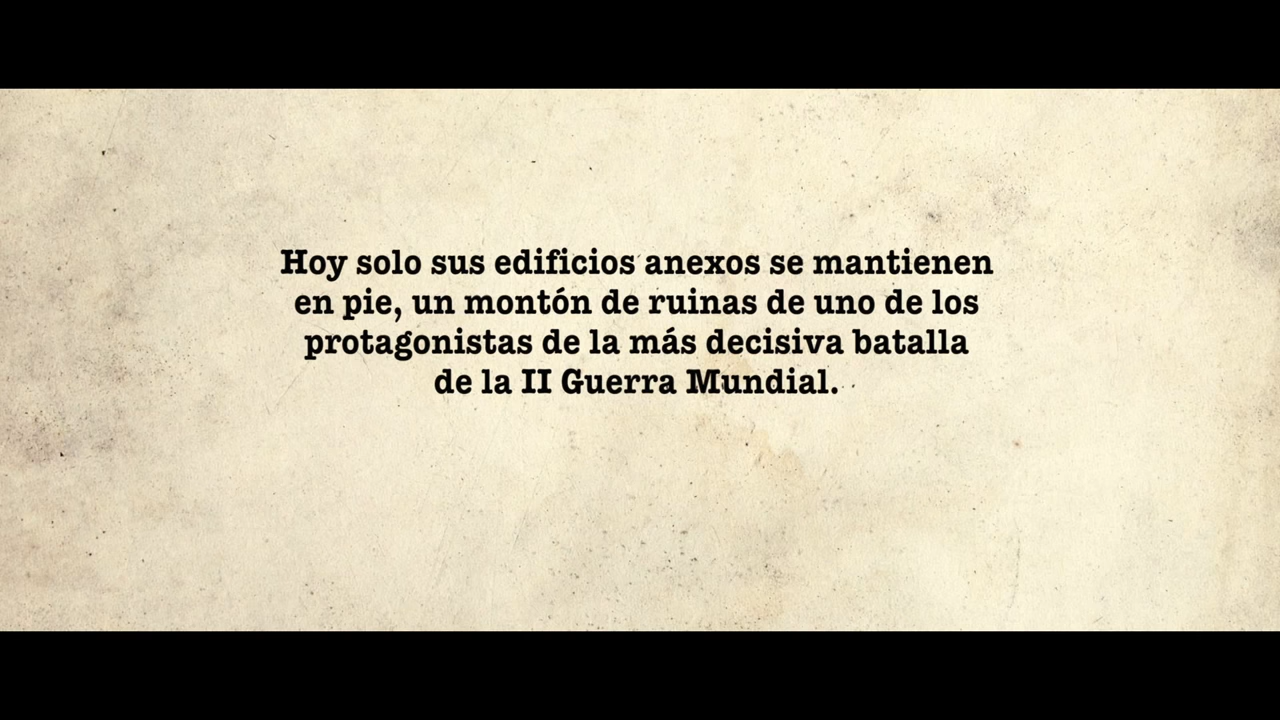 Hoy solo sus edificios anexos se mantienen
en pie, un montón de ruinas de uno de los
protagonistas de la más decisiva batalla
de la II Guerra Mundial.